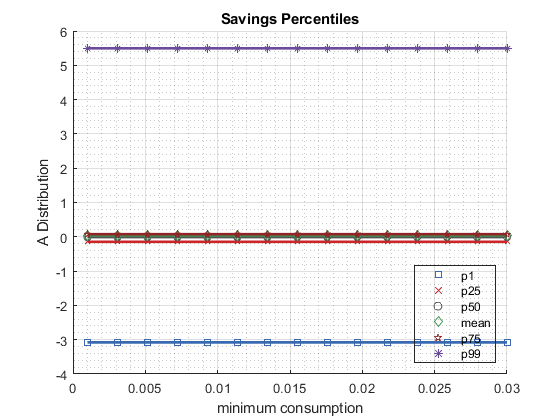 Savings Percentiles
6
5
4
3
2
1
0
-1
-2
-3
-4
A Distribution
p1
p25
p50
mean
p75
p99
0 0.005 0.01 0.015 0.02 0.025 0.03
minimum consumption